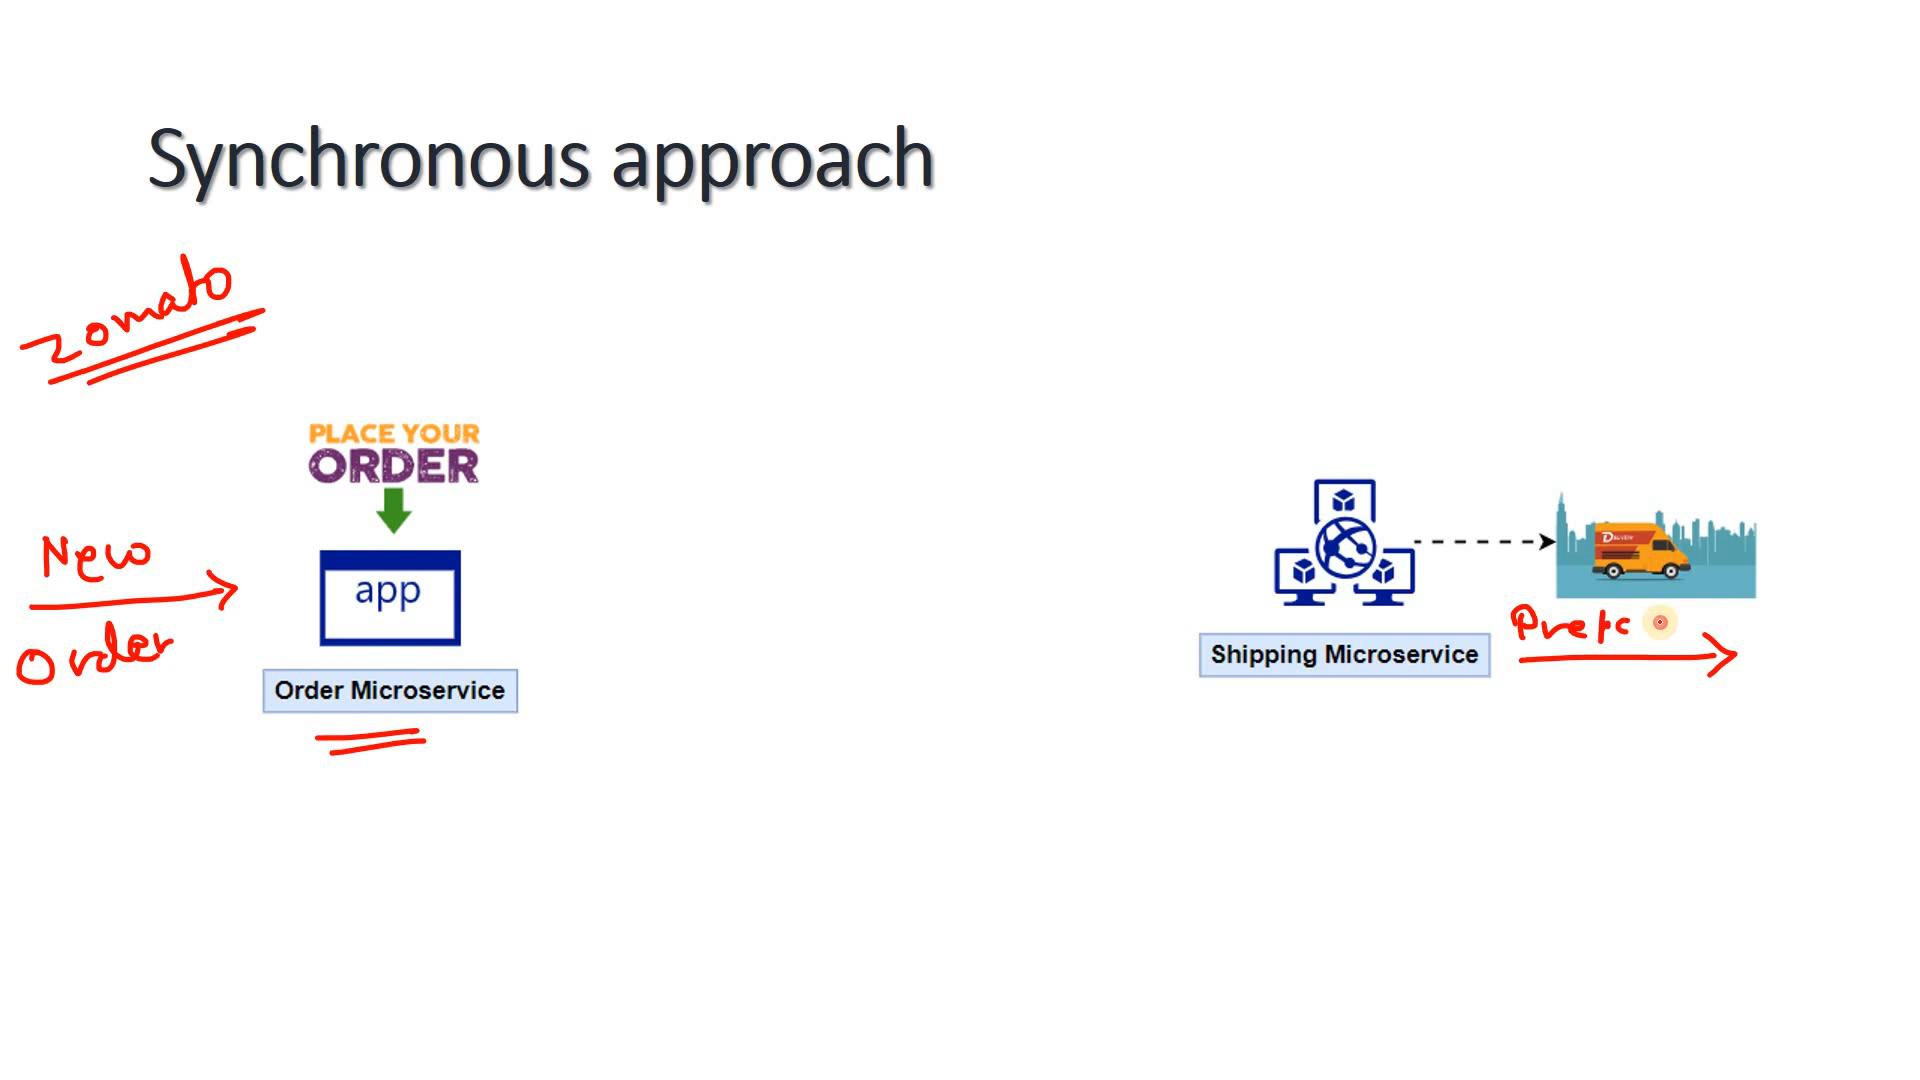 Synchronous approach
Zomato
PLACE YOUR
ORDER
app
New
Order
Order Microservice
Shipping Microservice